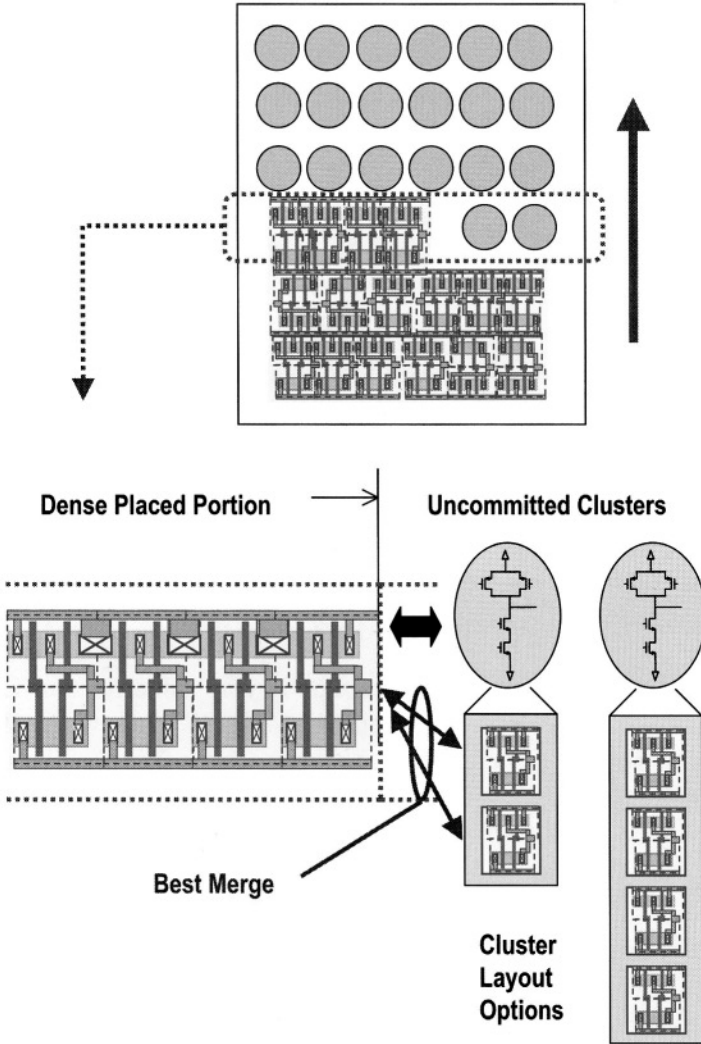 Dense Placed Portion
Uncommitted Clusters
Best Merge
Cluster
Layout
Options